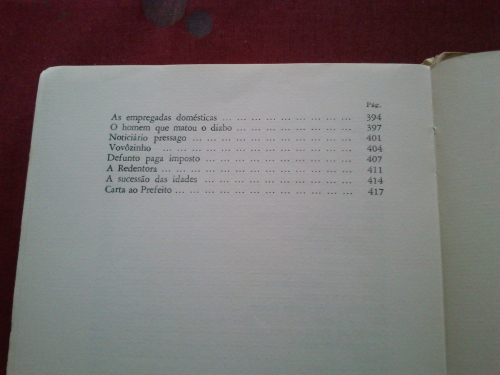 Pág.
As empregadas domésticas ... ... ... ... ... ... ... ... ... 394
O homem que matou o diabo ... ... ... ... ... ... ... ... 397
Noticiário pressago ... ... ... ... ... ... ... ... ... ... ... 401
Vovôzinho ... ... ... ... ... ... ... ... ... ... ... ... 404
Defunto paga imposto ... ... ... ... ... ... ... ... ... ... 407
A Redentora ... ... ... ... ... ... ... ... ... ... ... ... ... 411
A sucessão das idades ... ... ... ... ... ... ... ... ... ... 414
Carta ao Prefeito ... ... ... ... ... ... ... ... ... ... ... ... 417